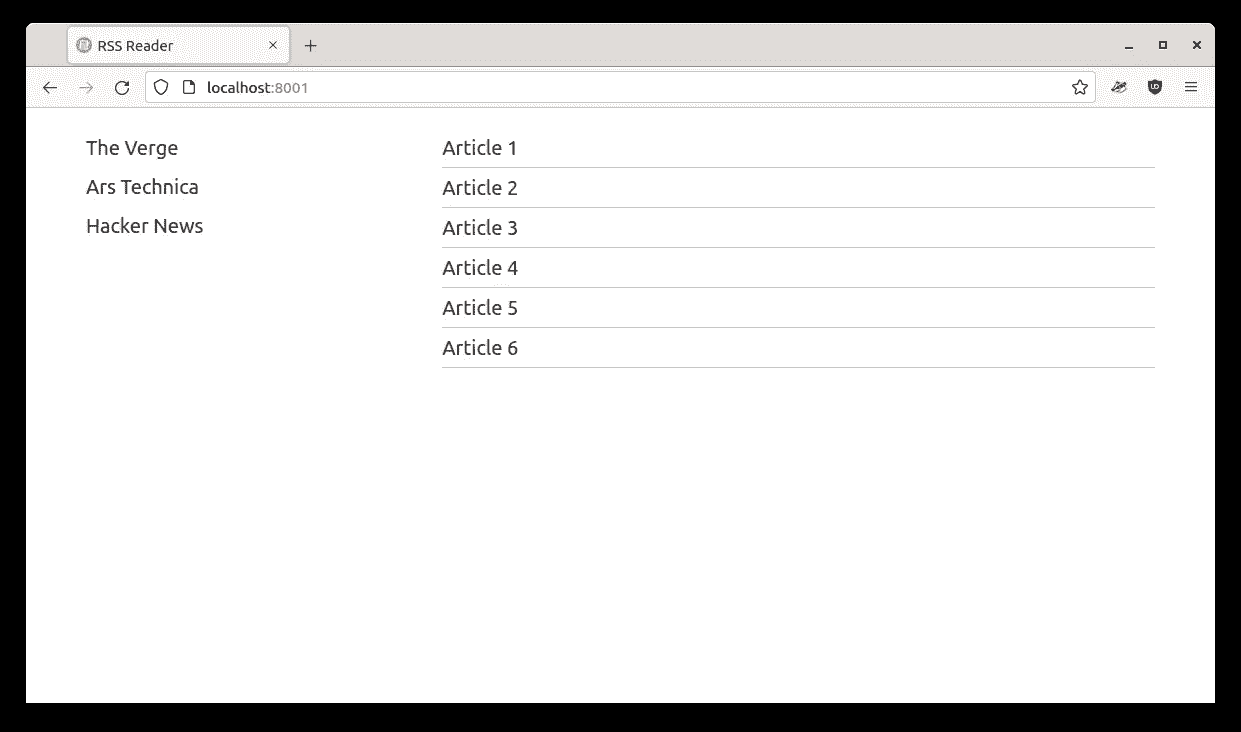 RSS Reader
localhost:8001
The Verge
Ars Technica
Hacker News
Article 1
Article 2
Article 3
Article 4
Article 5
Article 6